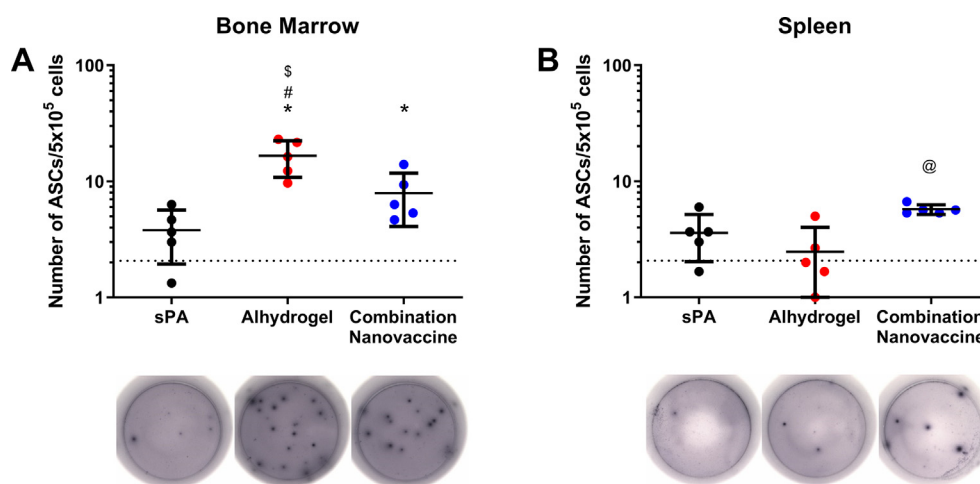 Bone Marrow
A
Number of ASCs/5x10⁵ cells
100
10
1
$
#
*
*
sPA
Alhydrogel
Combination
Nanovaccine
Spleen
B
Number of ASCs/5x10⁵ cells
100
10
1
@
sPA
Alhydrogel
Combination
Nanovaccine